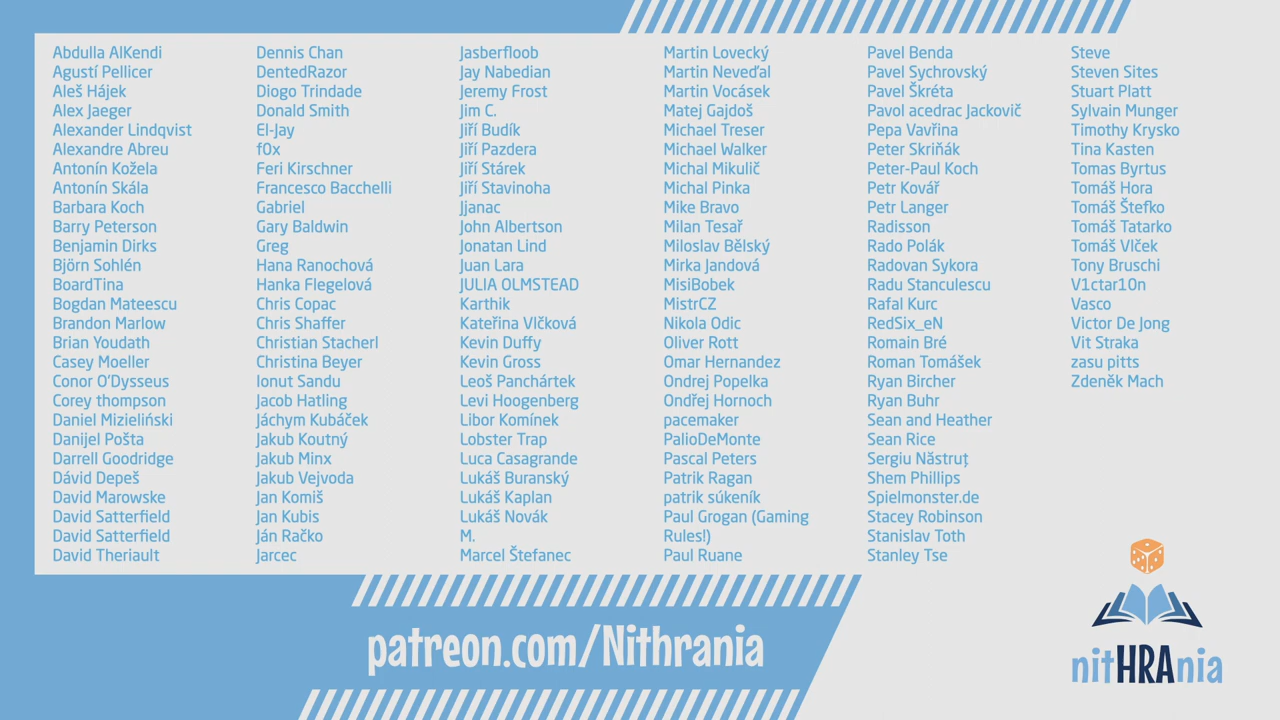 Abdulla AlKendi
Agustí Pellicer
Aleš Hájek
Alex Jaeger
Alexander Lindqvist
Alexandre Abreu
Antonín Kožela
Antonín Skála
Barbara Koch
Barry Peterson
Benjamin Dirks
Björn Sohlén
BoardTina
Bogdan Mateescu
Brandon Marlow
Brian Youdath
Casey Moeller
Conor O'Dysseus
Corey thompson
Daniel Mizieliński
Danijel Pošta
Darrell Goodridge
Dávid Depeš
David Marowske
David Satterfield
David Satterfield
David Theriault
Dennis Chan
DentedRazor
Diogo Trindade
Donald Smith
El-Jay
f0x
Feri Kirschner
Francesco Bacchelli
Gabriel
Gary Baldwin
Greg
Hana Ranochová
Hanka Flegelová
Chris Copac
Chris Shaffer
Christian Stacherl
Christina Beyer
Ionut Sandu
Jacob Hatling
Jáchym Kubáček
Jakub Koutný
Jakub Minx
Jakub Vejvoda
Jan Komiš
Jan Kubis
Ján Račko
Jarcec
Jasberfloob
Jay Nabedian
Jeremy Frost
Jim C.
Jiří Budík
Jiří Pazdera
Jiří Stárek
Jiří Stavinoha
Jjanac
John Albertson
Jonatan Lind
Juan Lara
JULIA OLMSTEAD
Karthik
Kateřina Vlčková
Kevin Duffy
Kevin Gross
Leoš Panchártek
Levi Hoogenberg
Libor Komínek
Lobster Trap
Luca Casagrande
Lukáš Buranský
Lukáš Kaplan
Lukáš Novák
M.
Marcel Štefanec
Martin Lovecký
Martin Neveďal
Martin Vocásek
Matej Gajdoš
Michael Treser
Michael Walker
Michal Mikulič
Michal Pinka
Mike Bravo
Milan Tesař
Miloslav Bělský
Mirka Jandová
MisiBobek
MistrCZ
Nikola Odic
Oliver Rott
Omar Hernandez
Ondrej Popelka
Ondřej Hornoch
pacemaker
PalioDeMonte
Pascal Peters
Patrik Ragan
patrik súkeník
Paul Grogan (Gaming
Rules!)
Paul Ruane
Pavel Benda
Pavel Sychrovský
Pavel Škréta
Pavol acedrac Jackovič
Pepa Vavřina
Peter Skriňák
Peter-Paul Koch
Petr Kovář
Petr Langer
Radisson
Rado Polák
Radovan Sykora
Radu Stanculescu
Rafal Kurc
RedSix_eN
Romain Bré
Roman Tomášek
Ryan Bircher
Ryan Buhr
Sean and Heather
Sean Rice
Sergiu Năstruț
Shem Phillips
Spielmonster.de
Stacey Robinson
Stanislav Toth
Stanley Tse
Steve
Steven Sites
Stuart Platt
Sylvain Munger
Timothy Krysko
Tina Kasten
Tomas Byrtus
Tomáš Hora
Tomáš Štefko
Tomáš Tatarko
Tomáš Vlček
Tony Bruschi
V1ctar10n
Vasco
Victor De Jong
Vit Straka
zasu pitts
Zdeněk Mach
patreon.com/Nithrania
nitHRAnia